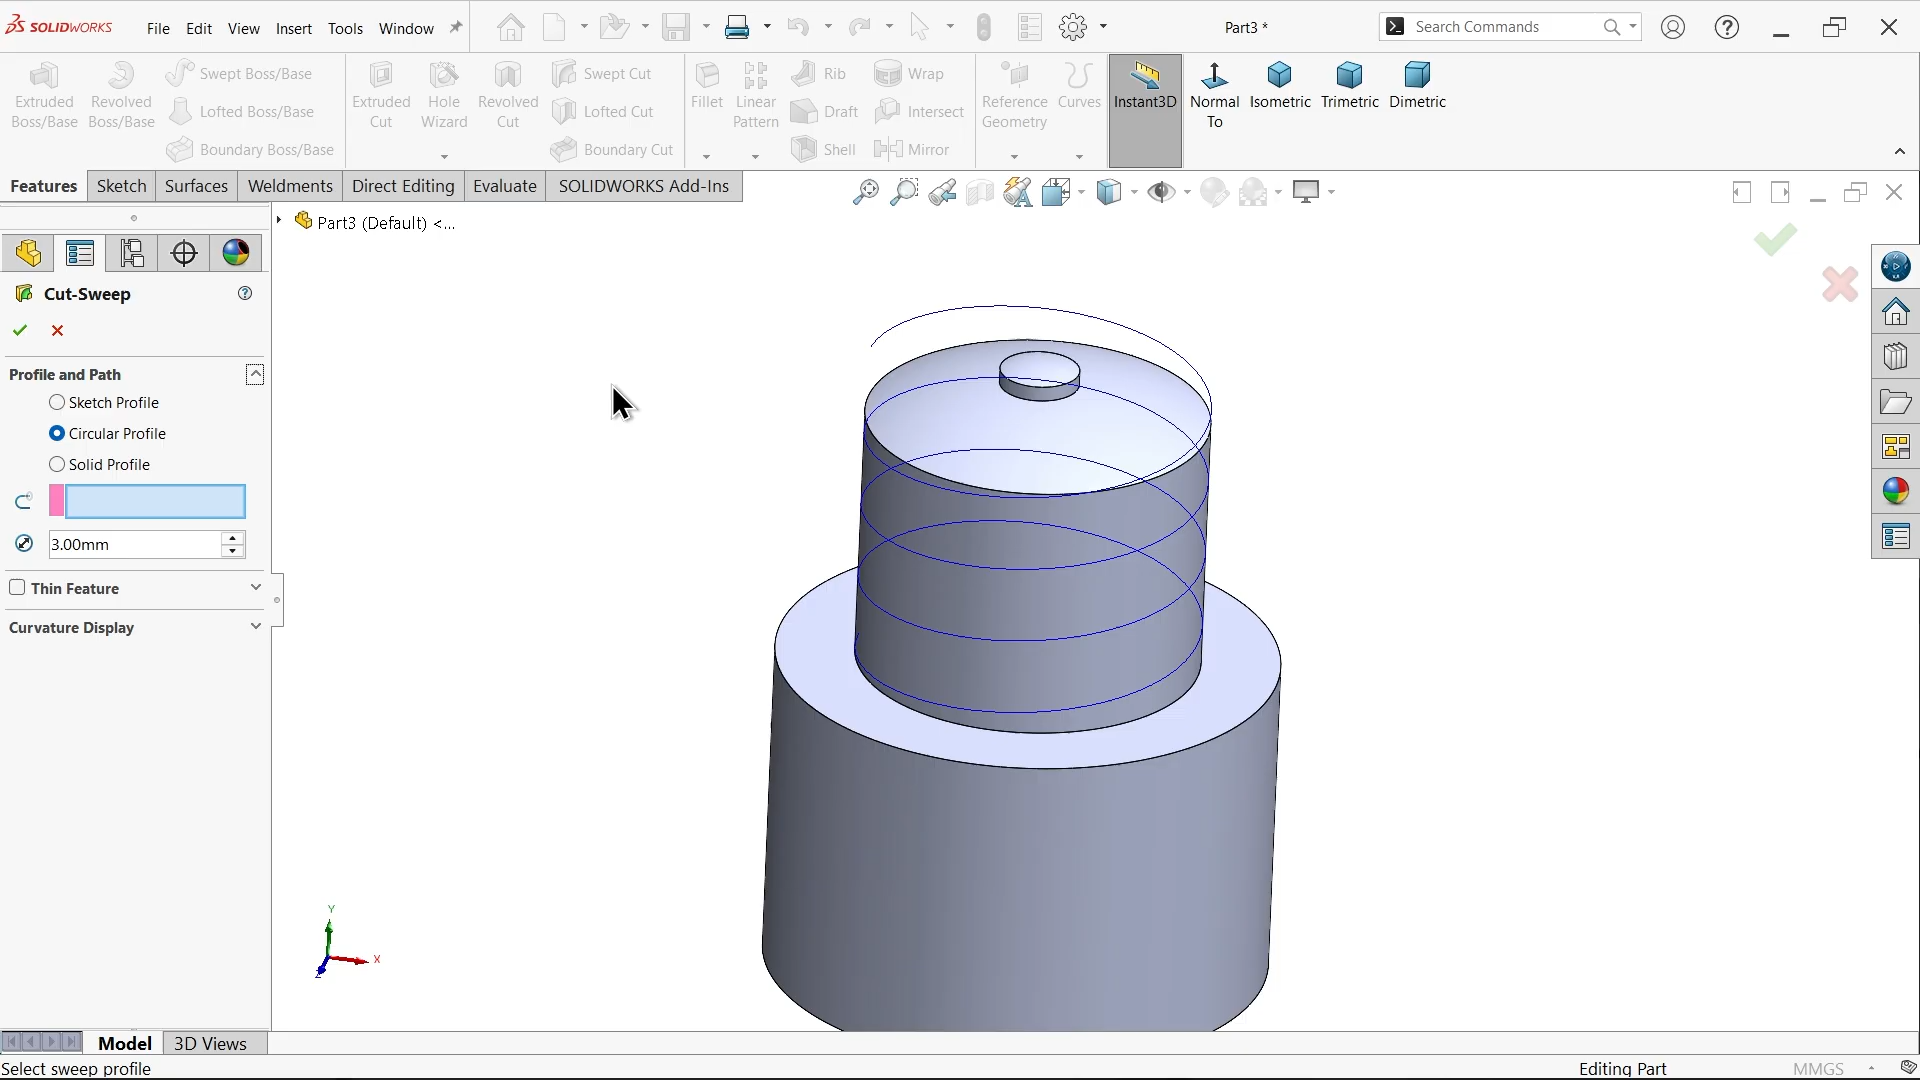 SOLIDWORKS File Edit View Insert Tools Window Part3 * Search Commands
Extruded Boss/Base
Revolved Boss/Base
Swept Boss/Base
Lofted Boss/Base
Boundary Boss/Base
Extruded Cut
Hole Wizard
Revolved Cut
Swept Cut
Lofted Cut
Boundary Cut
Fillet
Linear Pattern
Rib
Draft
Shell
Wrap
Intersect
Mirror
Reference Geometry
Curves
Instant3D
Normal To
Isometric
Trimetric
Dimetric
Features Sketch Surfaces Weldments Direct Editing Evaluate SOLIDWORKS Add-Ins
Part3 (Default) <...
Cut-Sweep
Profile and Path
Sketch Profile
Circular Profile
Solid Profile
3.00mm
Thin Feature
Curvature Display
Y
X
Z
Model 3D Views
Select sweep profile Editing Part MMGS